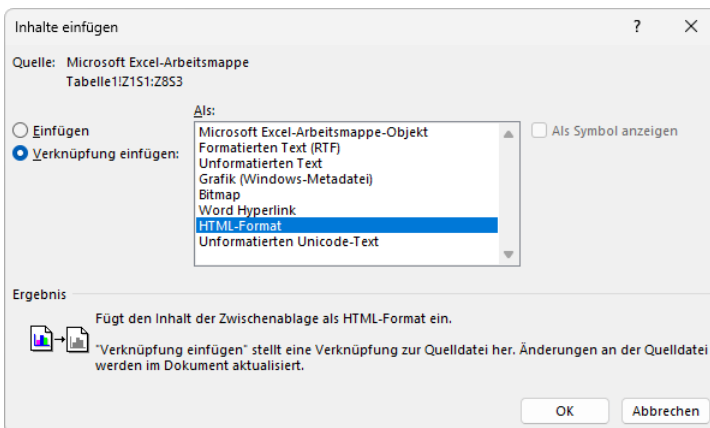 Inhalte einfügen
Quelle: Microsoft Excel-Arbeitsmappe
Tabelle1!Z1S1:Z8S3
Als:
Einfügen
Verknüpfung einfügen:
Microsoft Excel-Arbeitsmappe-Objekt
Formatierten Text (RTF)
Unformatierten Text
Grafik (Windows-Metadatei)
Bitmap
Word Hyperlink
HTML-Format
Unformatierten Unicode-Text
Als Symbol anzeigen
Ergebnis
Fügt den Inhalt der Zwischenablage als HTML-Format ein.
"Verknüpfung einfügen" stellt eine Verknüpfung zur Quelldatei her. Änderungen an der Quelldatei
werden im Dokument aktualisiert.
OK
Abbrechen